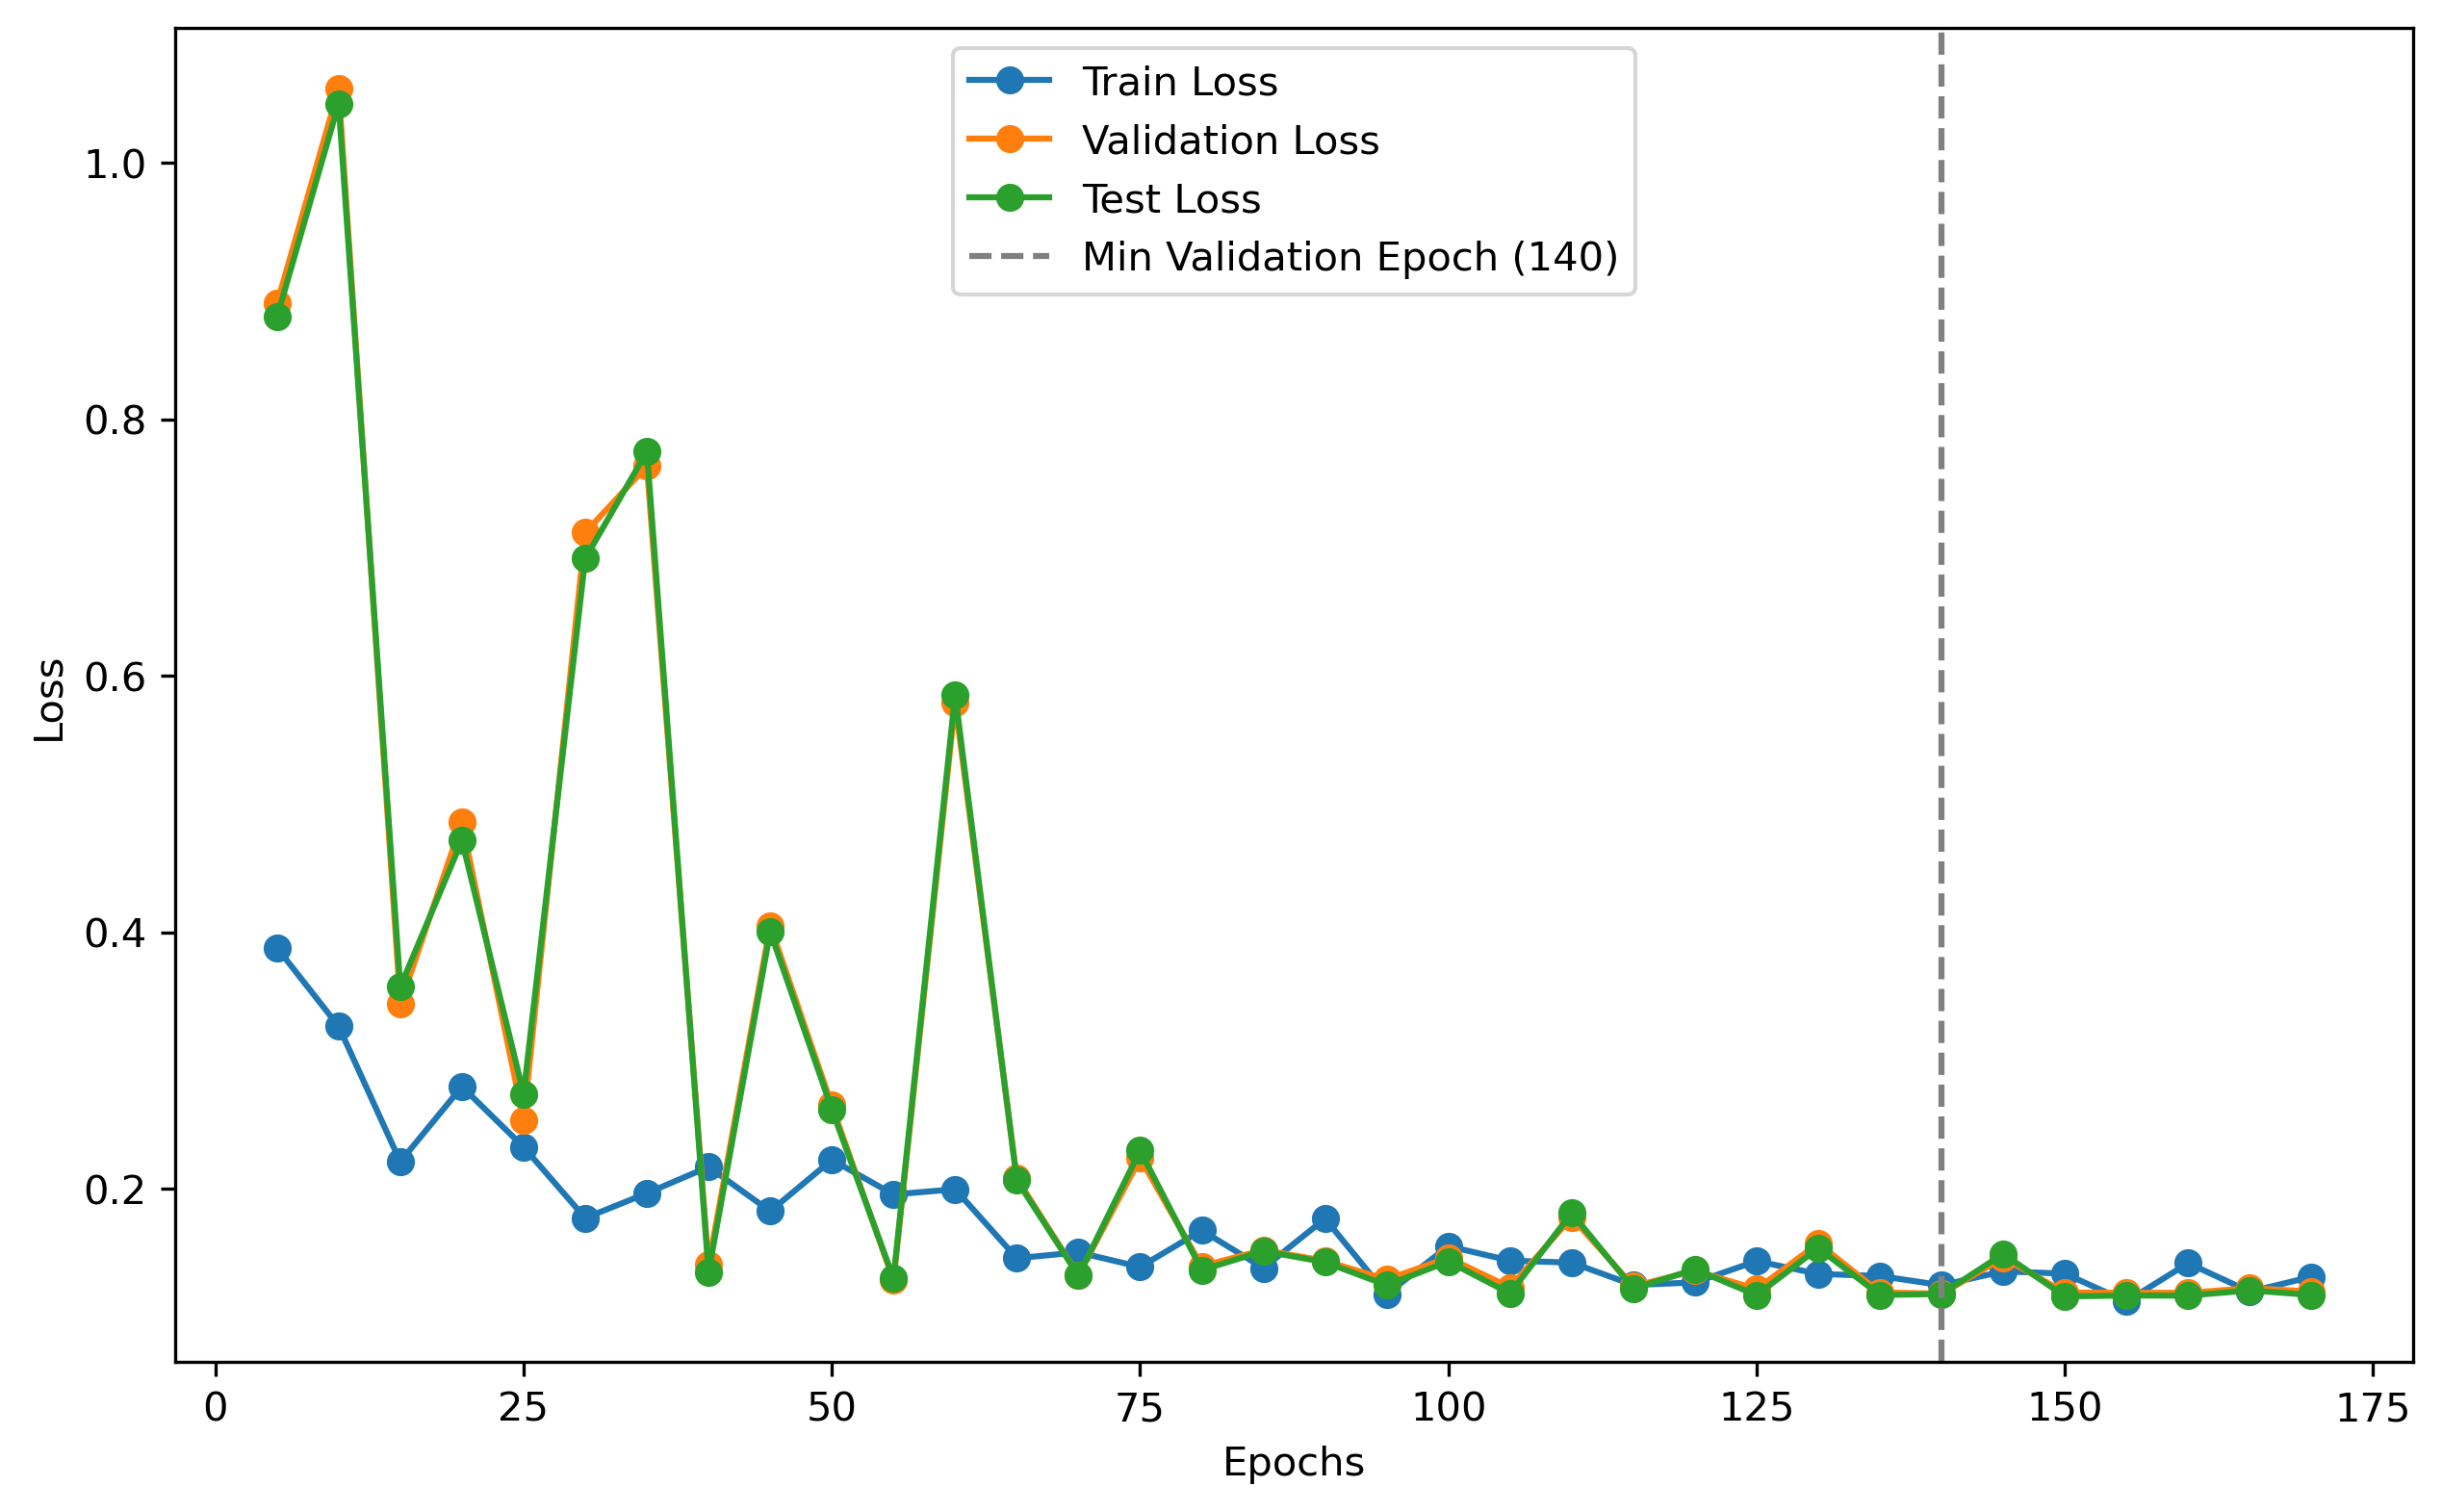 Train Loss
Validation Loss
Test Loss
Min Validation Epoch (140)
1.0
0.8
0.6
0.4
0.2
Loss
0 25 50 75 100 125 150 175
Epochs